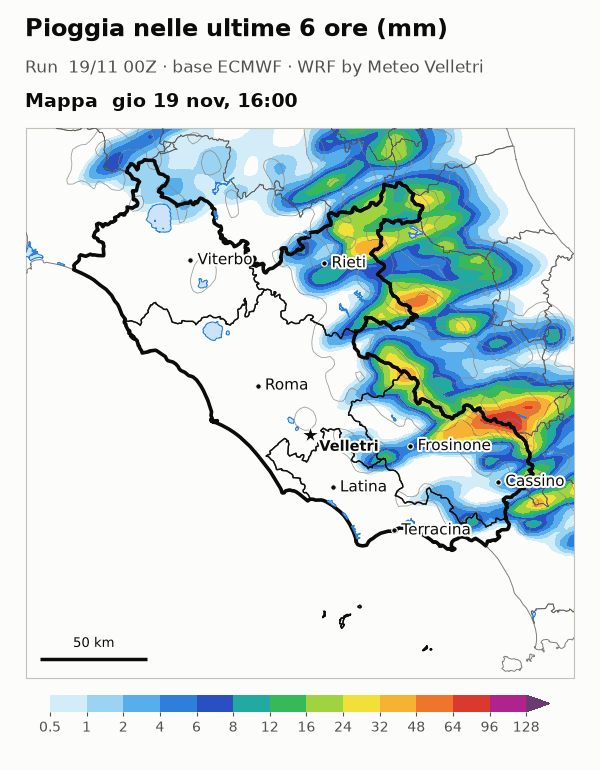 Pioggia nelle ultime 6 ore (mm)
Run  19/11 00Z · base ECMWF · WRF by Meteo Velletri
Mappa  gio 19 nov, 16:00
Viterbo
Rieti
Roma
Velletri
Frosinone
Latina
Cassino
Terracina
50 km
0.5 1 2 4 6 8 12 16 24 32 48 64 96 128